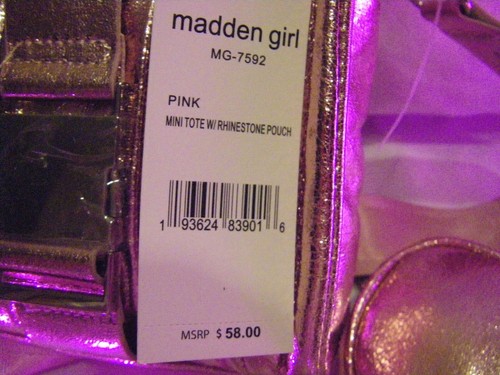 madden girl
MG-7592
PINK
MINI TOTE W/ RHINESTONE POUCH
1 93624 83901 6
MSRP $ 58.00